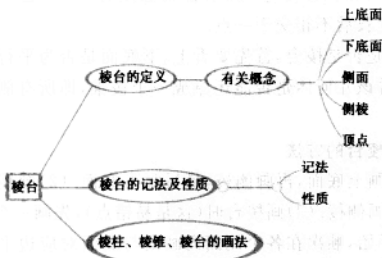 上底面
下底面
棱台的定义
有关概念
侧面
侧棱
顶点
棱台
棱台的记法及性质
记法
性质
棱柱、棱锥、棱台的画法